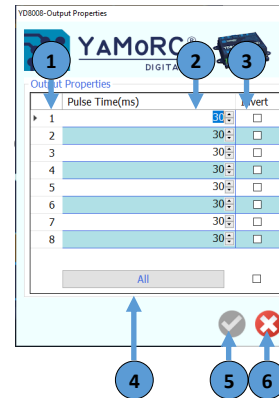 YD8008-Output Properties
YAMORC®
DIGITA
1 2 3
Output Properties
Pulse Time(ms) Invert
1 30
2 30
3 30
4 30
5 30
6 30
7 30
8 30
All
4 5 6